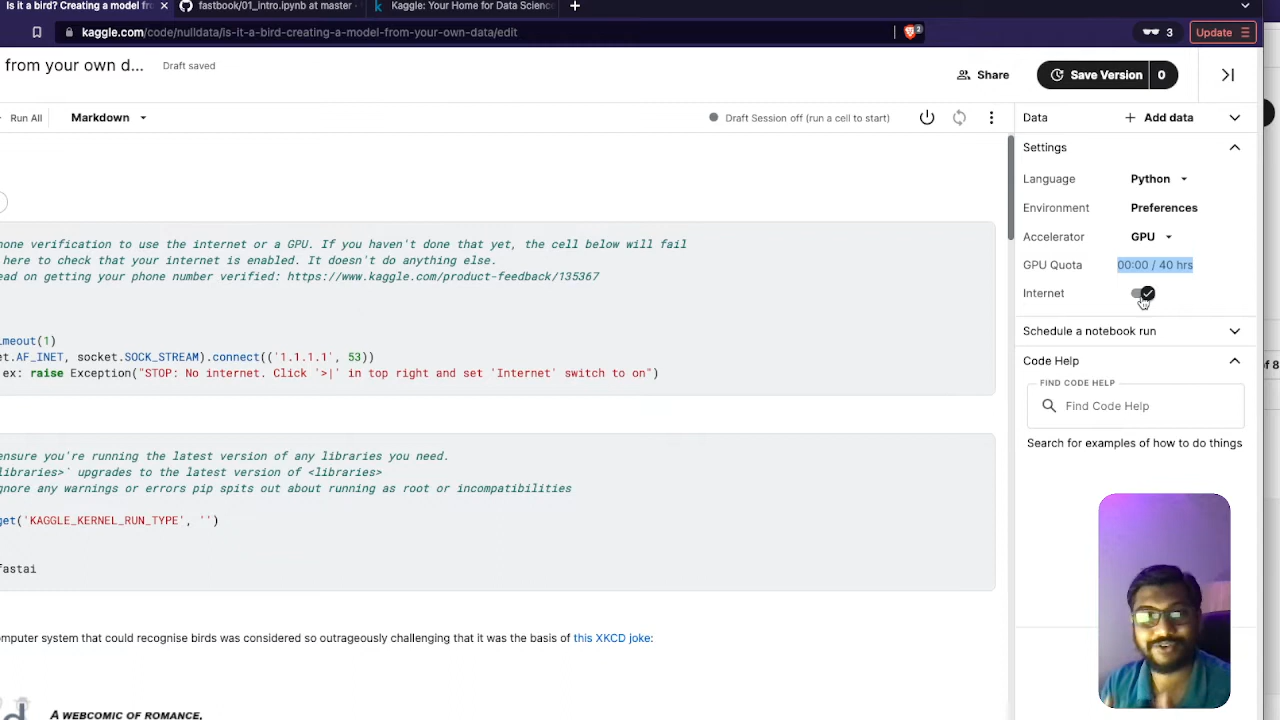 Is it a bird? Creating a model fro
fastbook/01_intro.ipynb at master ·
Kaggle: Your Home for Data Science
kaggle.com/code/nulldata/is-it-a-bird-creating-a-model-from-your-own-data/edit
2
3
Update
from your own d...
Draft saved
Share
Save Version
0
Run All
Markdown
Draft Session off (run a cell to start)
Data
+ Add data
Settings
Language
Python
Environment
Preferences
Accelerator
GPU
GPU Quota
00:00 / 40 hrs
Internet
Schedule a notebook run
Code Help
FIND CODE HELP
Find Code Help
Search for examples of how to do things
of 8
one verification to use the internet or a GPU. If you haven't done that yet, the cell below will fail
here to check that your internet is enabled. It doesn't do anything else.
ead on getting your phone number verified: https://www.kaggle.com/product-feedback/135367
imeout(1)
et.AF_INET, socket.SOCK_STREAM).connect(('1.1.1.1', 53))
ex: raise Exception("STOP: No internet. Click '>|' in top right and set 'Internet' switch to on")
ensure you're running the latest version of any libraries you need.
libraries>` upgrades to the latest version of <libraries>
gnore any warnings or errors pip spits out about running as root or incompatibilities
get('KAGGLE_KERNEL_RUN_TYPE', '')
fastai
mputer system that could recognise birds was considered so outrageously challenging that it was the basis of this XKCD joke:
A WEBCOMIC OF ROMANCE,